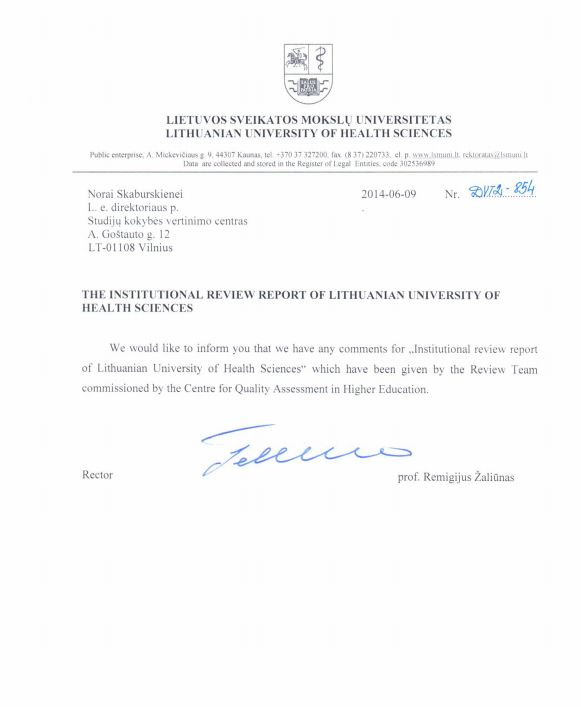 LIETUVOS SVEIKATOS MOKSLŲ UNIVERSITETAS
LITHUANIAN UNIVERSITY OF HEALTH SCIENCES
Public enterprise, A. Mickevičiaus g. 9, 44307 Kaunas, tel. +370 37 327200, fax. (8 37) 220733, el. p. www.lsmuni.lt, rektoratas@lsmuni.lt
Data are collected and stored in the Register of Legal Entities, code 302536989
Norai Skaburskienei
L. e. direktoriaus p.
Studijų kokybės vertinimo centras
A. Goštauto g. 12
LT-01108 Vilnius
2014-06-09 Nr.
THE INSTITUTIONAL REVIEW REPORT OF LITHUANIAN UNIVERSITY OF
HEALTH SCIENCES
We would like to inform you that we have any comments for „Institutional review report
of Lithuanian University of Health Sciences“ which have been given by the Review Team
commissioned by the Centre for Quality Assessment in Higher Education.
Rector prof. Remigijus Žaliūnas